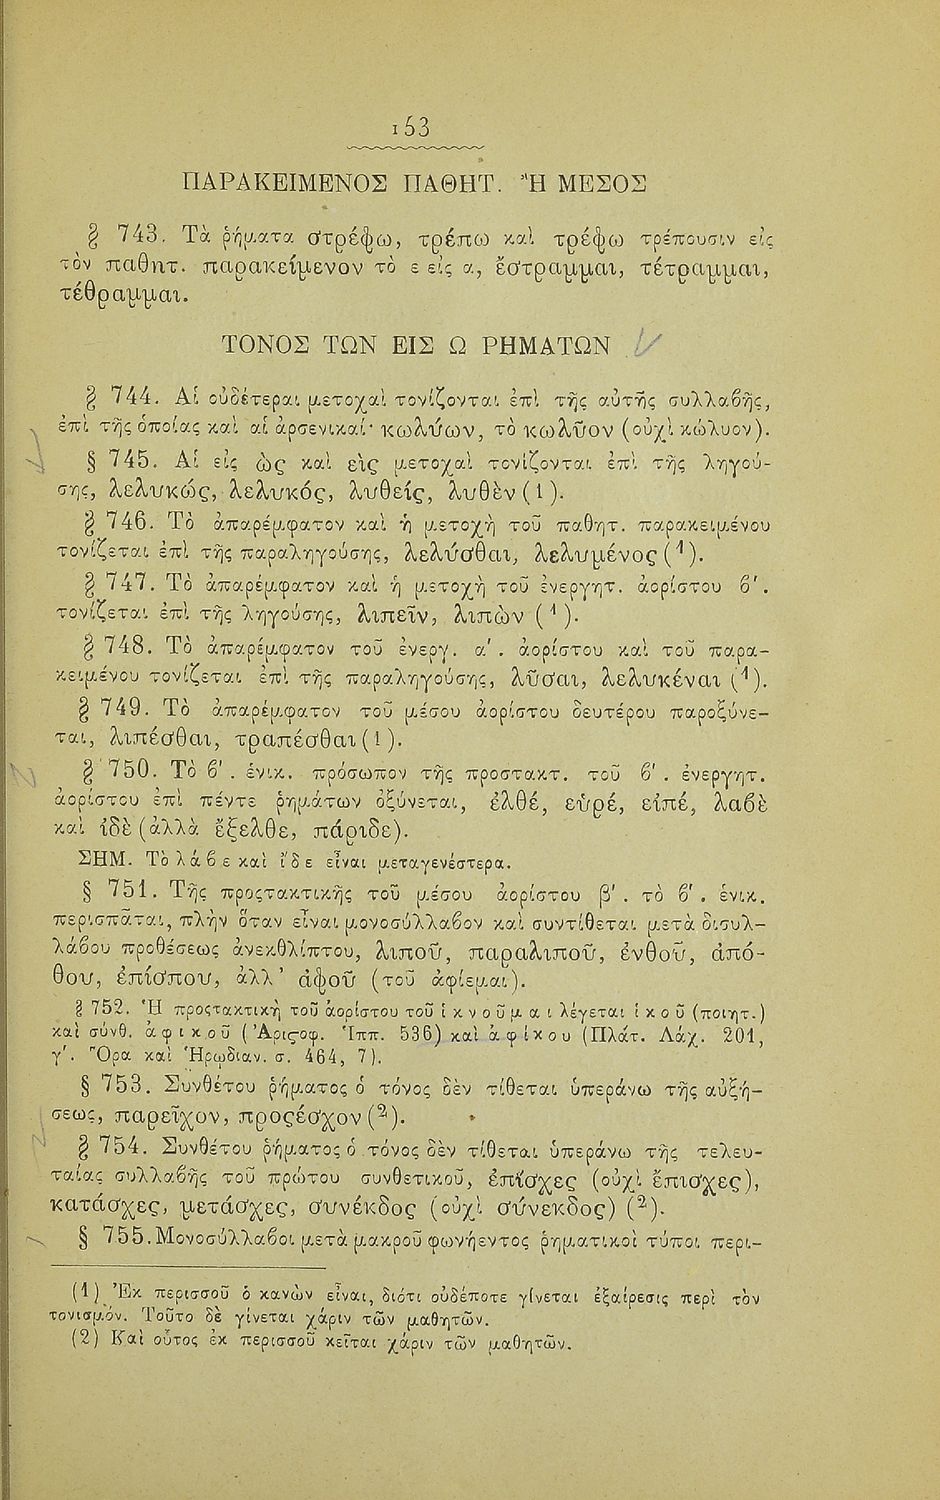 163
ΠΑΡΑΚΕΙΜΕΝΟΣ ΠΑΘΗΤ. Ἢ ΜΕΣΟΣ
§ 743. Τὰ ῥήματα στρέφω, τρέπω καὶ τρέφω τρέπουσιν εἰς
τὸν παθητ. παρακείμενον τὸ ε εἰς α, ἔστραμμαι, τέτραμμαι,
τέθραμμαι.
ΤΟΝΟΣ ΤΩΝ ΕΙΣ Ω ΡΗΜΑΤΩΝ
§ 744. Αἱ οὐδέτεραι μετοχαὶ τονίζονται ἐπὶ τῆς αὐτῆς συλλαβῆς,
ἐπὶ τῆς ὁποίας καὶ αἱ ἀρσενικαί· κωλύων, τὸ κωλῦον (οὐχὶ κώλυον).
§ 745. Αἱ εἰς ὼς καὶ εὶς μετοχαὶ τονίζονται ἐπὶ τῆς ληγού-
σης, λελυκώς, λελυκός, λυθείς, λυθὲν (1).
§ 746. Τὸ ἀπαρέμφατον καὶ ἡ μετοχὴ τοῦ παθητ. παρακειμένου
τονίζεται ἐπὶ τῆς παραληγούσης, λελύσθαι, λελυμένος (1).
§ 747. Τὸ ἀπαρέμφατον καὶ ἡ μετοχὴ τοῦ ἐνεργητ. ἀορίστου ϐ′.
τονίζεται ἐπὶ τῆς ληγούσης, λιπεῖν, λιπὼν (1).
§ 748. Τὸ ἀπαρέμφατον τοῦ ἐνεργ. α′. ἀορίστου καὶ τοῦ παρα-
κειμένου τονίζεται ἐπὶ τῆς παραληγούσης, λῦσαι, λελυκέναι (1).
§ 749. Τὸ ἀπαρέμφατον τοῦ μέσου ἀορίστου δευτέρου παροξύνε-
ται, λιπέσθαι, τραπέσθαι (1).
§ 750. Τὸ ϐ′. ἑνικ. πρόσωπον τῆς προστακτ. τοῦ ϐ′. ἐνεργητ.
ἀορίστου ἐπὶ πέντε ῥημάτων ὀξύνεται, ἐλθέ, εὑρέ, εἰπέ, λαϐὲ
καὶ ἰδὲ (ἀλλὰ ἔξελθε, πάριδε).
ΣΗΜ. Τὸ λάϐε καὶ ἴδε εἶναι μεταγενέστερα.
§ 751. Τῆς προςτακτικῆς τοῦ μέσου ἀορίστου β′. τὸ ϐ′. ἑνικ.
περισπᾶται, πλὴν ὅταν εἶναι μονοσύλλαϐον καὶ συντίθεται μετὰ δισυλ-
λάϐου προθέσεως ἀνεκθλίπτου, λιποῦ, παραλιποῦ, ἐνθοῦ, ἀπό-
θου, ἐπίσπου, ἀλλ' ἀφοῦ (τοῦ ἀφίεμαι).
§ 752. Ἡ προςτακτικὴ τοῦ ἀορίστου τοῦ ἱκνοῦμαι λέγεται ἱκοῦ (ποιητ.)
καὶ σύνθ. ἀφικοῦ (Ἀριςοφ. Ἱππ. 536) καὶ ἀφίκου (Πλάτ. Λάχ. 201,
γ′. Ὅρα καὶ Ἡρῳδιαν. σ. 464, 7).
§ 753. Συνθέτου ῥήματος ὁ τόνος δὲν τίθεται ὑπεράνω τῆς αὐξή-
σεως, παρεῖχον, προςέσχον (2).
§ 754. Συνθέτου ῥήματος ὁ τόνος δὲν τίθεται ὑπεράνω τῆς τελευ-
ταίας συλλαϐῆς τοῦ πρώτου συνθετικοῦ, ἐπίσχες (οὐχὶ ἔπισχες),
κατάσχες, μετάσχες, συνέκδος (οὐχὶ σύνεκδος) (2).
§ 755. Μονοσύλλαϐοι μετὰ μακροῦ φωνήεντος ῥηματικοὶ τύποι περι-
(1) Ἐκ περισσοῦ ὁ κανὼν εἶναι, διότι οὐδέποτε γίνεται ἐξαίρεσις περὶ τὸν
τονισμόν. Τοῦτο δὲ γίνεται χάριν τῶν μαθητῶν.
(2) Καὶ οὗτος ἐκ περισσοῦ κεῖται χάριν τῶν μαθητῶν.